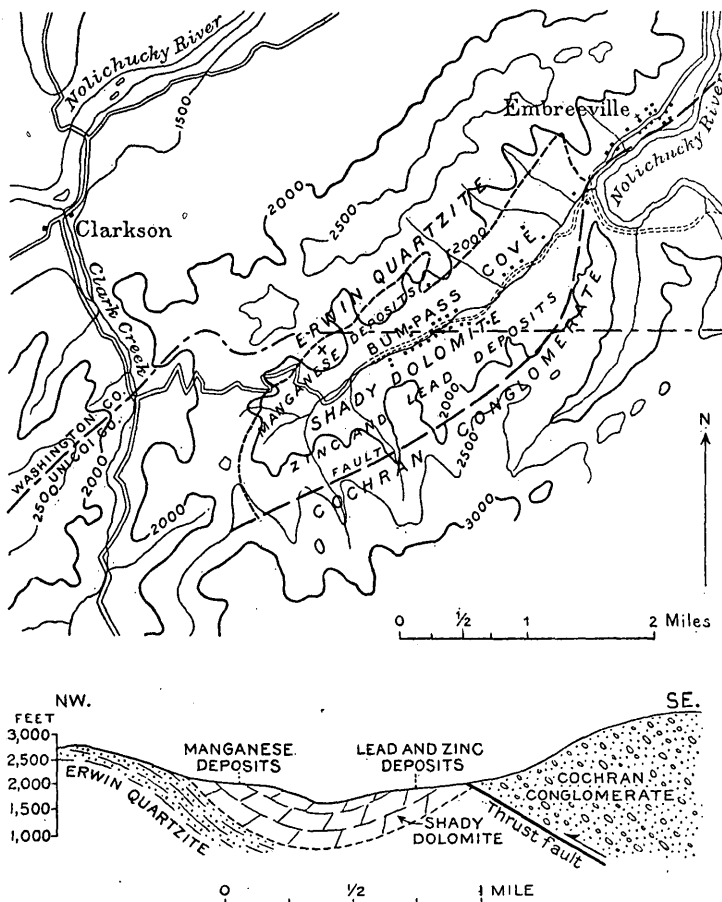 Nolichucky River
1500
Embreeville
2000
2500
Nolichucky River
Clarkson
ERWIN QUARTZITE
2000
COVE
Clark Creek
MANGANESE DEPOSITS
BUMPASS
SHADY DOLOMITE
ZINC AND LEAD DEPOSITS
2000
FAULT
COCHRAN CONGLOMERATE
2500
WASHINGTON CO.
UNICOI CO.
2000
2500
2000
3000
N
0 1/2 1 2 Miles
NW. SE.
FEET
3,000
2,500
2,000
1,500
1,000
MANGANESE
DEPOSITS
LEAD AND ZINC
DEPOSITS
ERWIN QUARTZITE
SHADY
DOLOMITE
COCHRAN
CONGLOMERATE
Thrust fault
0 1/2 1 MILE